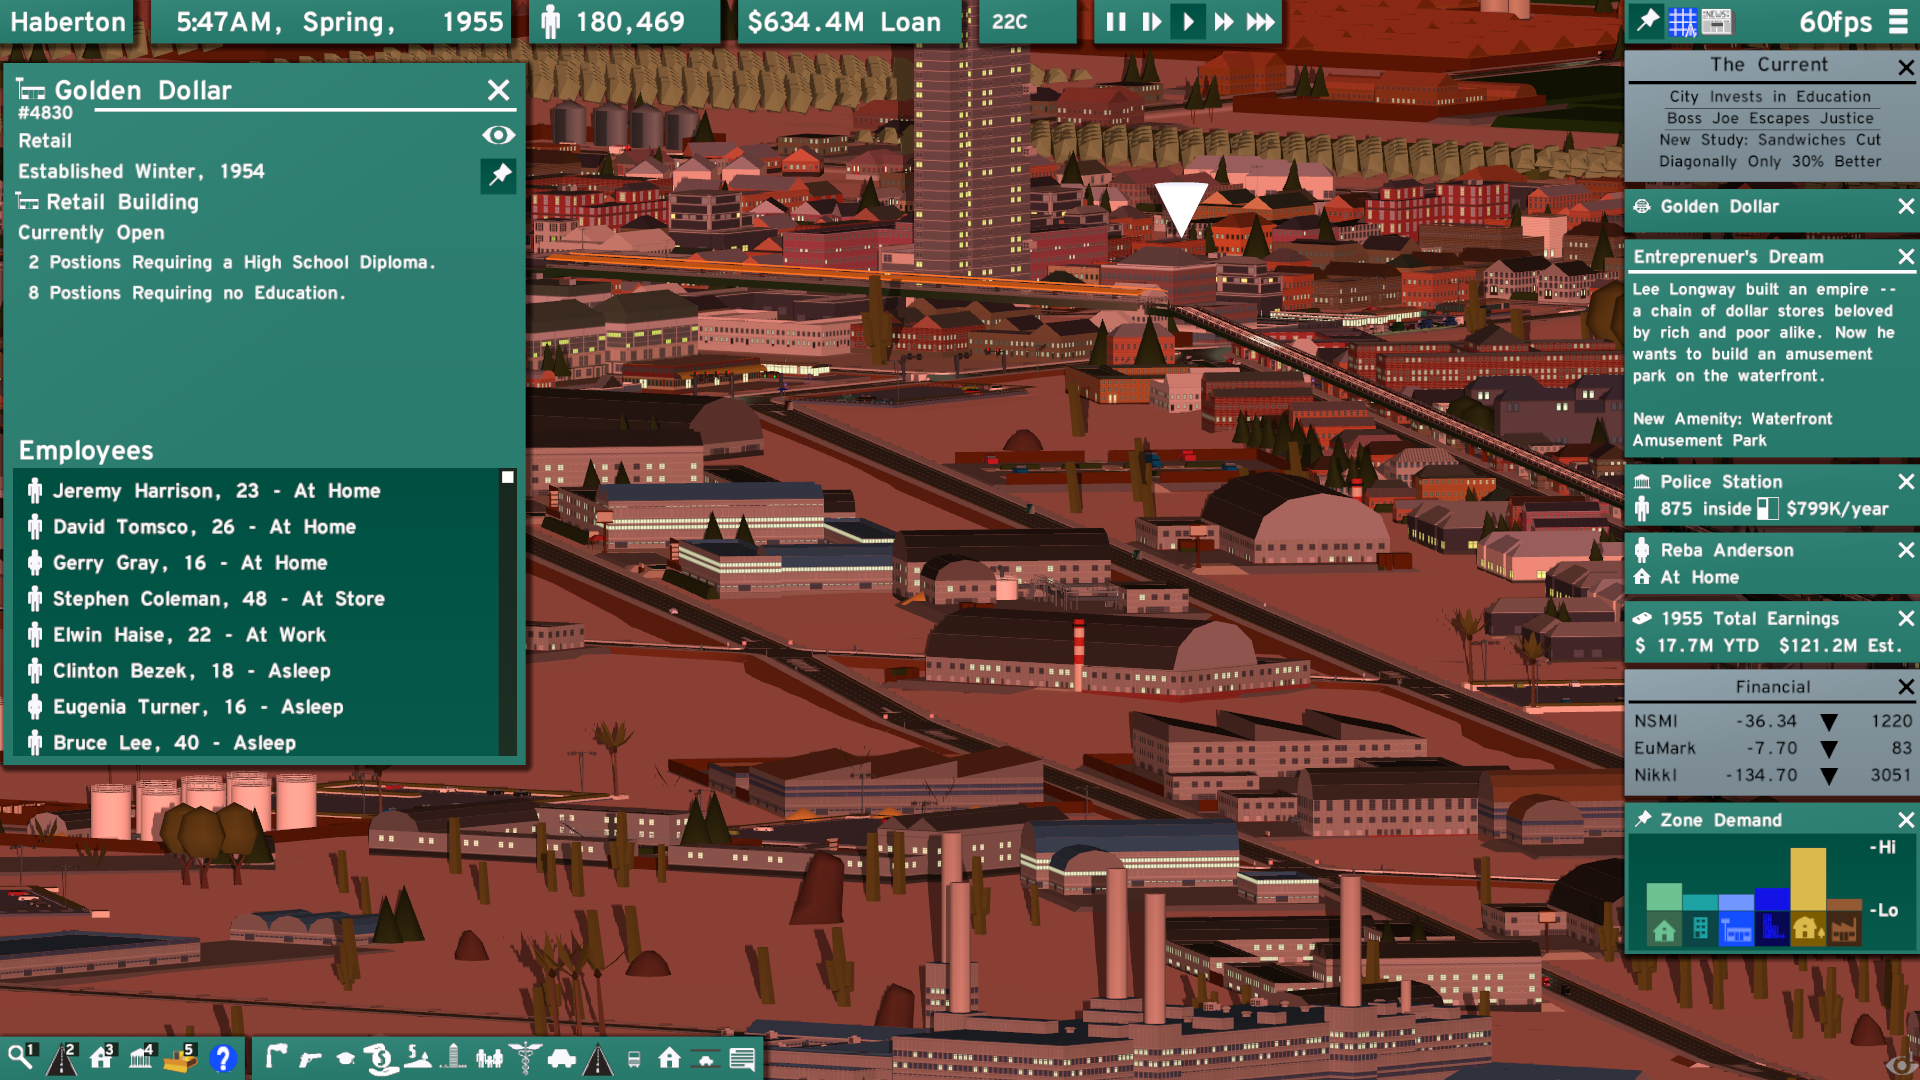 Haberton
5:47AM, Spring, 1955
180,469
$634.4M Loan
22C
60fps
Golden Dollar
#4830
Retail
Established Winter, 1954
Retail Building
Currently Open
2 Postions Requiring a High School Diploma.
8 Postions Requiring no Education.
Employees
Jeremy Harrison, 23 - At Home
David Tomsco, 26 - At Home
Gerry Gray, 16 - At Home
Stephen Coleman, 48 - At Store
Elwin Haise, 22 - At Work
Clinton Bezek, 18 - Asleep
Eugenia Turner, 16 - Asleep
Bruce Lee, 40 - Asleep
NEWS
The Current
City Invests in Education
Boss Joe Escapes Justice
New Study: Sandwiches Cut
Diagonally Only 30% Better
Golden Dollar
Entreprenuer's Dream
Lee Longway built an empire --
a chain of dollar stores beloved
by rich and poor alike. Now he
wants to build an amusement
park on the waterfront.
New Amenity: Waterfront
Amusement Park
Police Station
875 inside $799K/year
Reba Anderson
At Home
1955 Total Earnings
$ 17.7M YTD $121.2M Est.
Financial
NSMI -36.34 ▼ 1220
EuMark -7.70 ▼ 83
NikkI -134.70 ▼ 3051
Zone Demand
-Hi
-Lo
1 2 3 4 5 ?